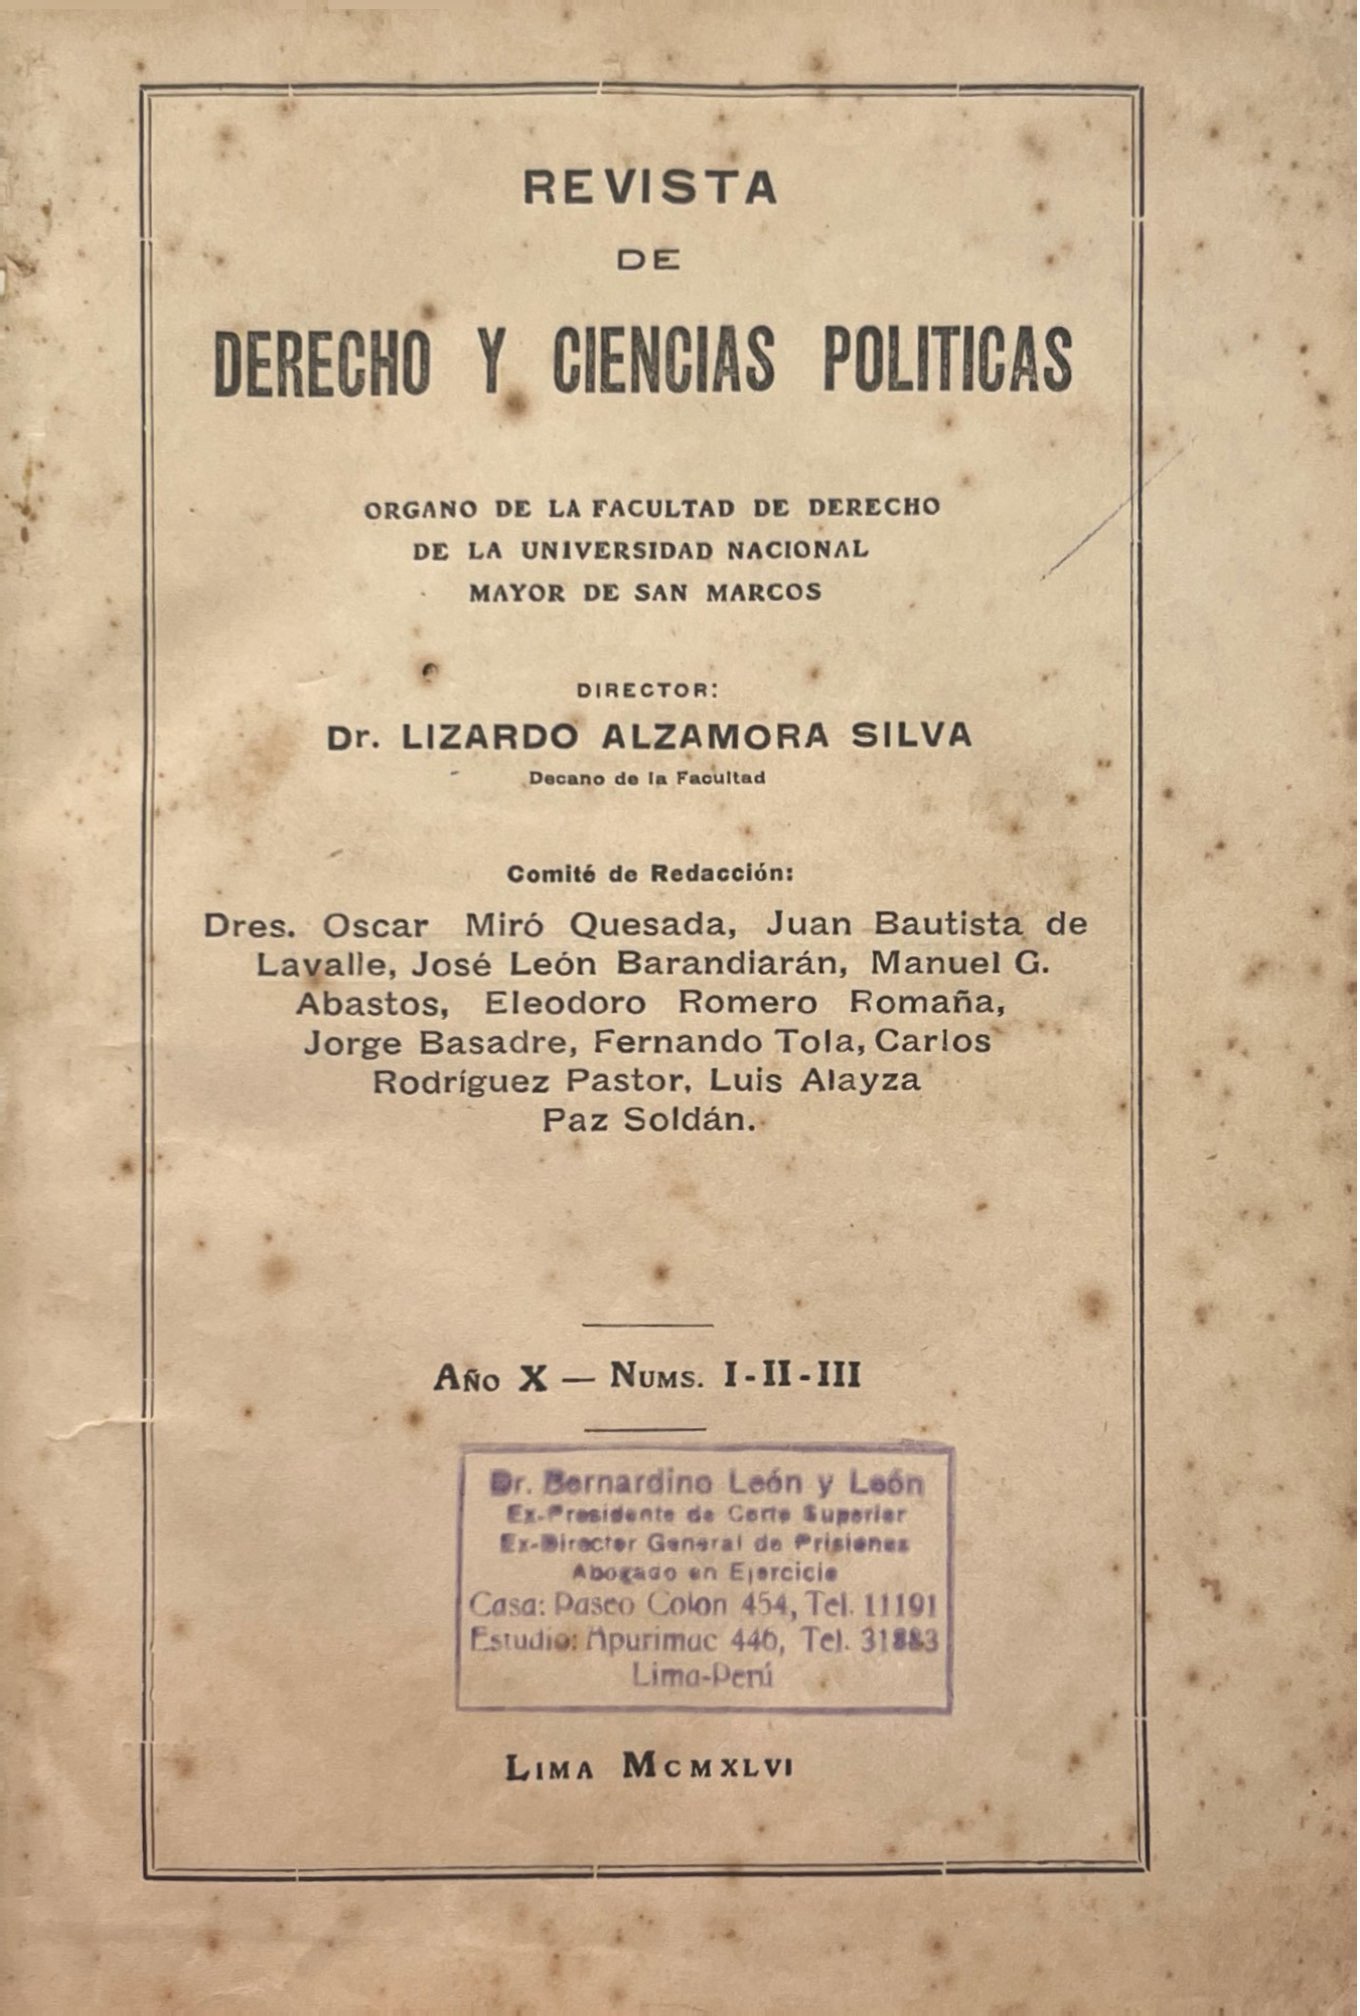 REVISTA
DE
DERECHO Y CIENCIAS POLITICAS
ORGANO DE LA FACULTAD DE DERECHO
DE LA UNIVERSIDAD NACIONAL
MAYOR DE SAN MARCOS
DIRECTOR:
Dr. LIZARDO ALZAMORA SILVA
Decano de la Facultad
Comité de Redacción:
Dres. Oscar Miró Quesada, Juan Bautista de
Lavalle, José León Barandiarán, Manuel G.
Abastos, Eleodoro Romero Romaña,
Jorge Basadre, Fernando Tola, Carlos
Rodríguez Pastor, Luis Alayza
Paz Soldán.
AÑO X — NUMS. I-II-III
Dr. Bernardino León y León
Ex-Presidente de Corte Superior
Ex-Director General de Prisiones
Abogado en Ejercicio
Casa: Paseo Colon 454, Tel. 11191
Estudio: Apurimac 446, Tel. 31883
Lima-Perú
LIMA MCMXLVI